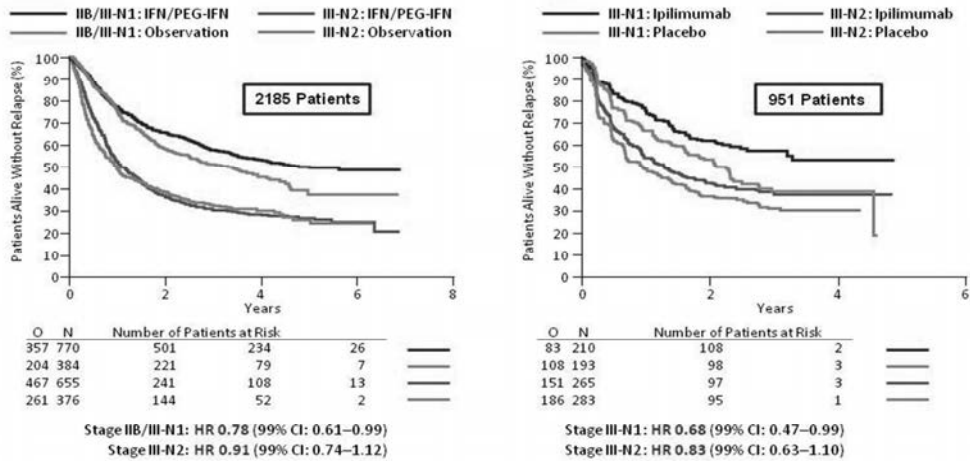 IIB/III-N1: IFN/PEG-IFN III-N2: IFN/PEG-IFN
IIB/III-N1: Observation III-N2: Observation
2185 Patients
Patients Alive Without Relapse (%)
100
90
80
70
60
50
40
30
20
10
0
0 2 4 6 8
Years
O N Number of Patients at Risk
357 770 501 234 26
204 384 221 79 7
467 655 241 108 13
261 376 144 52 2
Stage IIB/III-N1: HR 0.78 (99% CI: 0.61–0.99)
Stage III-N2: HR 0.91 (99% CI: 0.74–1.12)
III-N1: Ipilimumab III-N2: Ipilimumab
III-N1: Placebo III-N2: Placebo
951 Patients
Patients Alive Without Relapse (%)
100
90
80
70
60
50
40
30
20
10
0
0 2 4 6
Years
O N Number of Patients at Risk
83 210 108 2
108 193 98 3
151 265 97 3
186 283 95 1
Stage III-N1: HR 0.68 (99% CI: 0.47–0.99)
Stage III-N2: HR 0.83 (99% CI: 0.63–1.10)